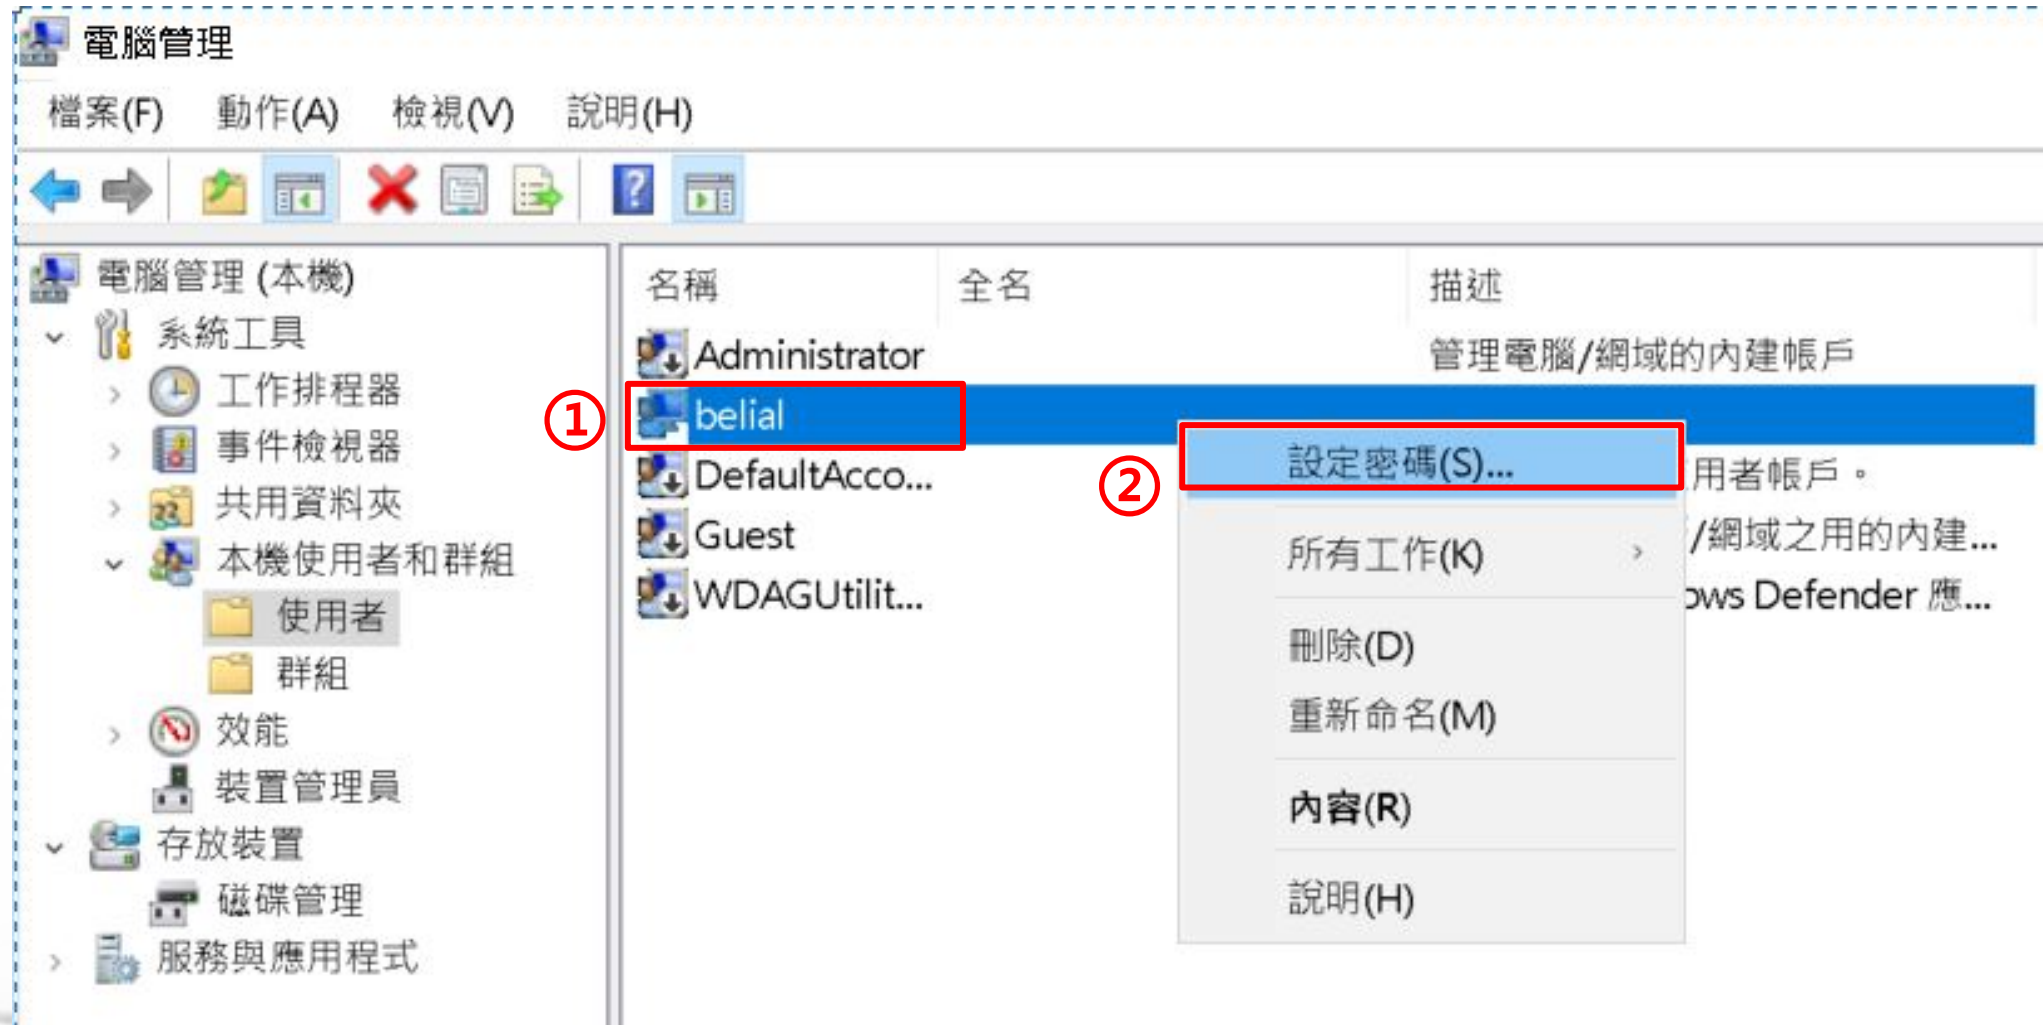 電腦管理
檔案(F) 動作(A) 檢視(V) 說明(H)
電腦管理 (本機)
系統工具
工作排程器
事件檢視器
共用資料夾
本機使用者和群組
使用者
群組
效能
裝置管理員
存放裝置
磁碟管理
服務與應用程式
名稱 全名 描述
Administrator 管理電腦/網域的內建帳戶
① belial
DefaultAcco... 用者帳戶。
Guest /網域之用的內建...
WDAGUtilit... ows Defender 應...
② 設定密碼(S)...
所有工作(K)
刪除(D)
重新命名(M)
內容(R)
說明(H)